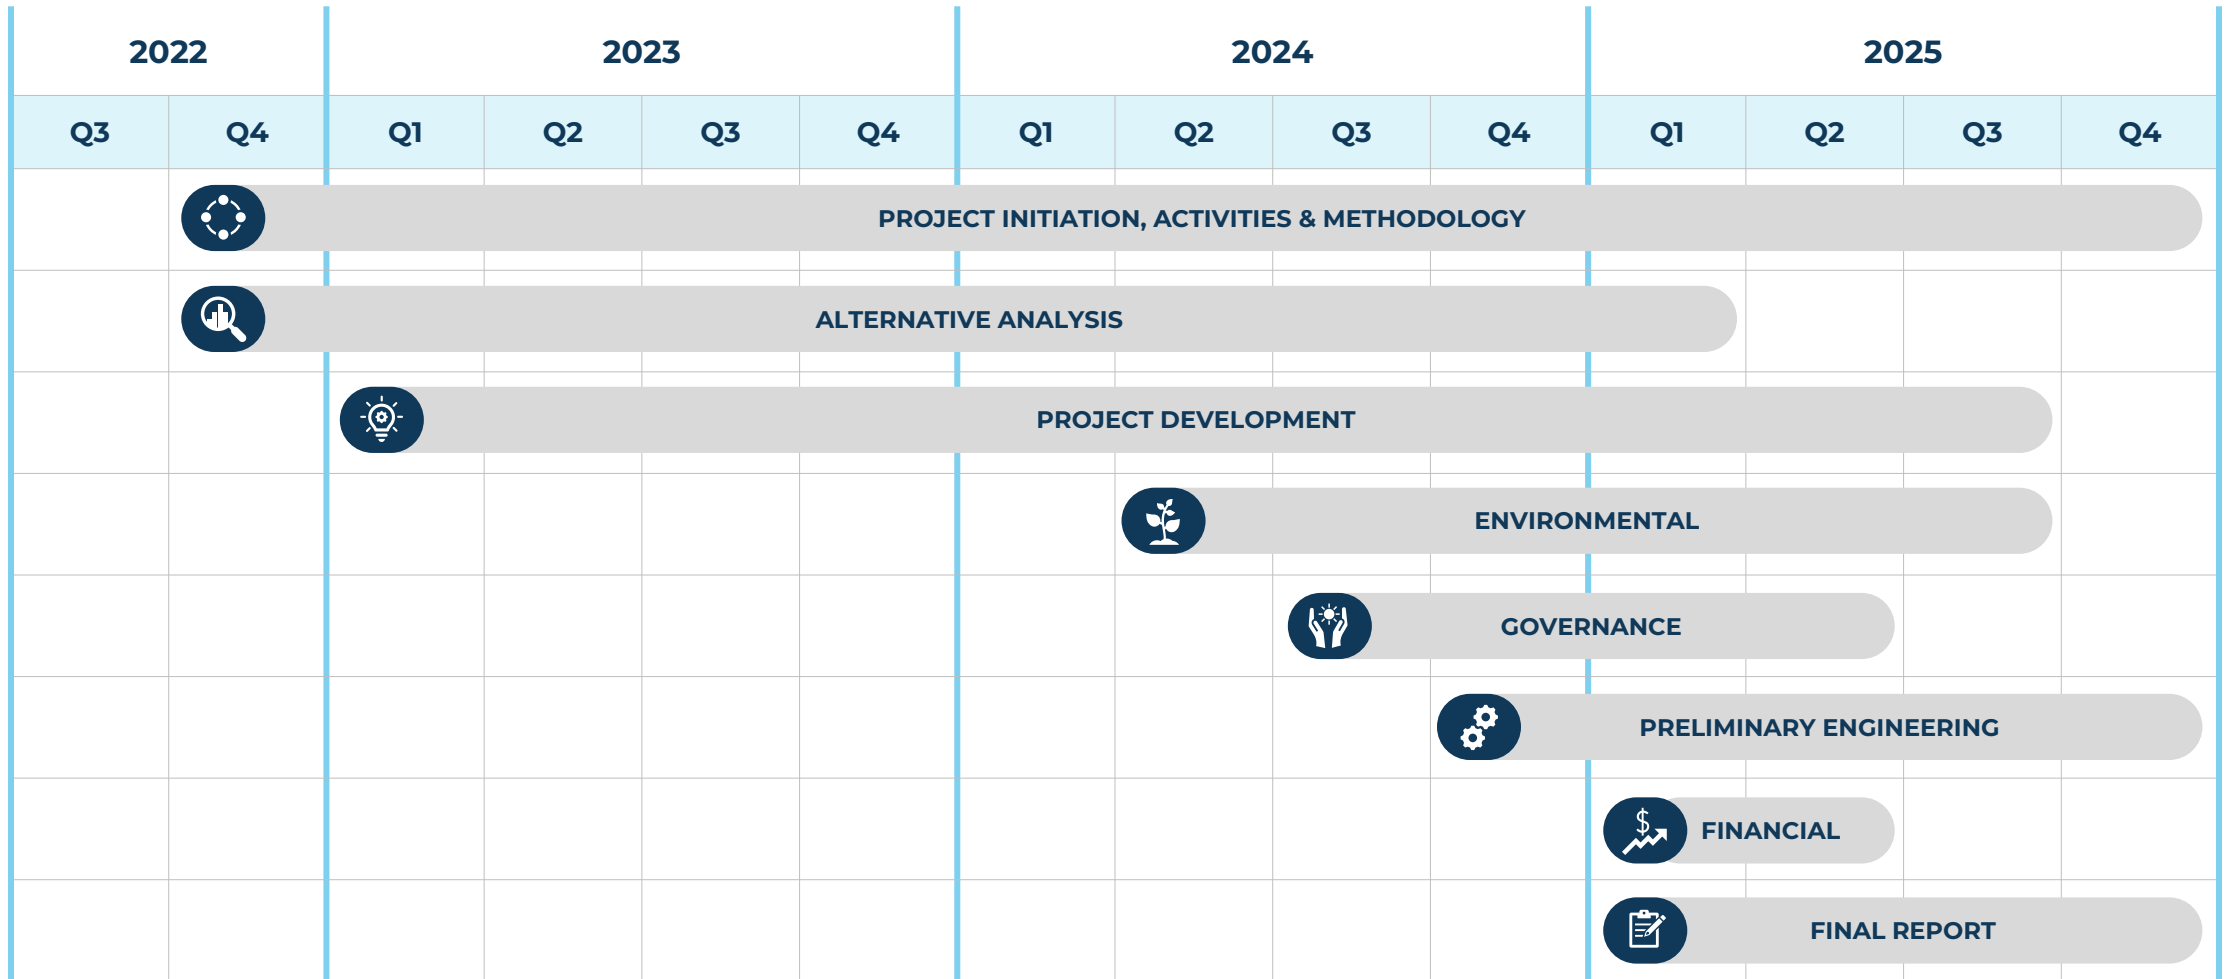 2022 2023 2024 2025
Q3 Q4 Q1 Q2 Q3 Q4 Q1 Q2 Q3 Q4 Q1 Q2 Q3 Q4
PROJECT INITIATION, ACTIVITIES & METHODOLOGY
ALTERNATIVE ANALYSIS
PROJECT DEVELOPMENT
ENVIRONMENTAL
GOVERNANCE
PRELIMINARY ENGINEERING
$ FINANCIAL
FINAL REPORT